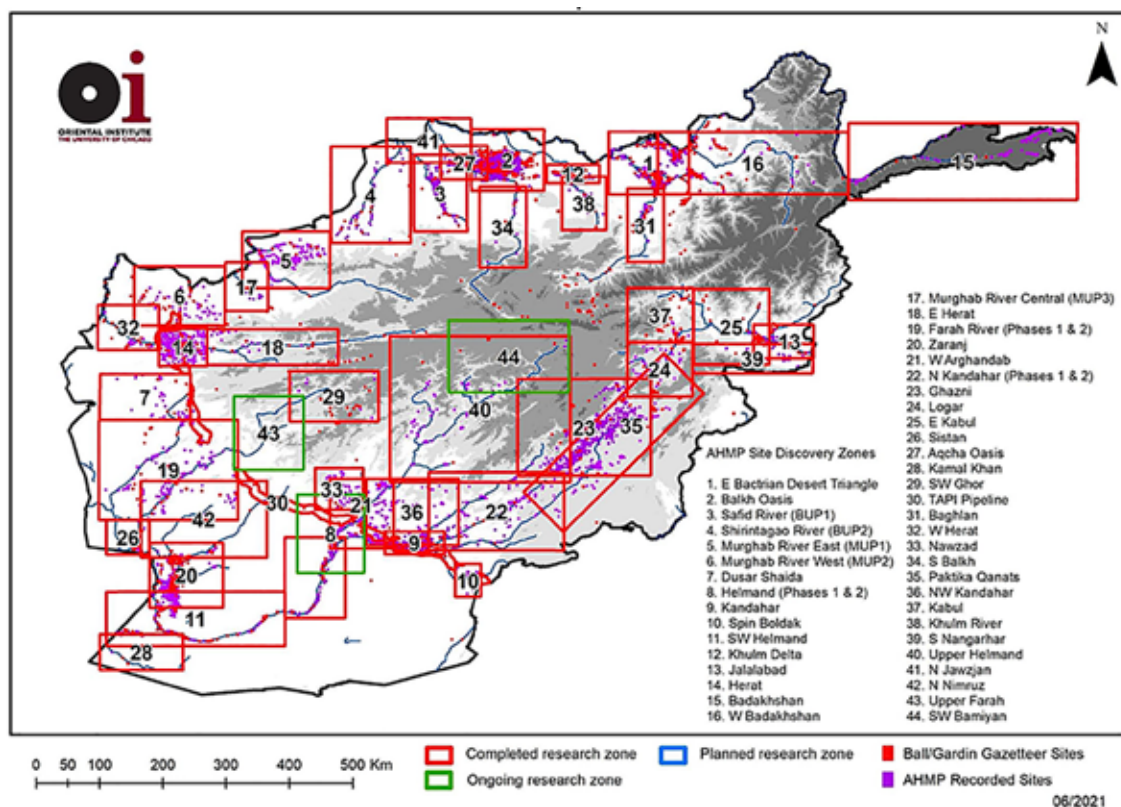 N
Oi
ORIENTAL INSTITUTE
THE UNIVERSITY OF CHICAGO
41
27
2
12
1
16
15
4
3
34
38
31
5
17
6
32
14
18
37
25
13
39
24
44
29
40
7
43
23
35
19
33
21
30
36
22
42
8
9
26
20
10
11
28
AHMP Site Discovery Zones
1. E Bactrian Desert Triangle
2. Balkh Oasis
3. Safid River (BUP1)
4. Shirintagao River (BUP2)
5. Murghab River East (MUP1)
6. Murghab River West (MUP2)
7. Dusar Shaida
8. Helmand (Phases 1 & 2)
9. Kandahar
10. Spin Boldak
11. SW Helmand
12. Khulm Delta
13. Jalalabad
14. Herat
15. Badakhshan
16. W Badakhshan
17. Murghab River Central (MUP3)
18. E Herat
19. Farah River (Phases 1 & 2)
20. Zaranj
21. W Arghandab
22. N Kandahar (Phases 1 & 2)
23. Ghazni
24. Logar
25. E Kabul
26. Sistan
27. Aqcha Oasis
28. Kamal Khan
29. SW Ghor
30. TAPI Pipeline
31. Baghlan
32. W Herat
33. Nawzad
34. S Balkh
35. Paktika Qanats
36. NW Kandahar
37. Kabul
38. Khulm River
39. S Nangarhar
40. Upper Helmand
41. N Jawzjan
42. N Nimruz
43. Upper Farah
44. SW Bamiyan
0 50 100 200 300 400 500 Km
Completed research zone
Ongoing research zone
Planned research zone
Ball/Gardin Gazetteer Sites
AHMP Recorded Sites
06/2021